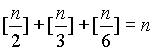 [n/2] + [n/3] + [n/6] = n